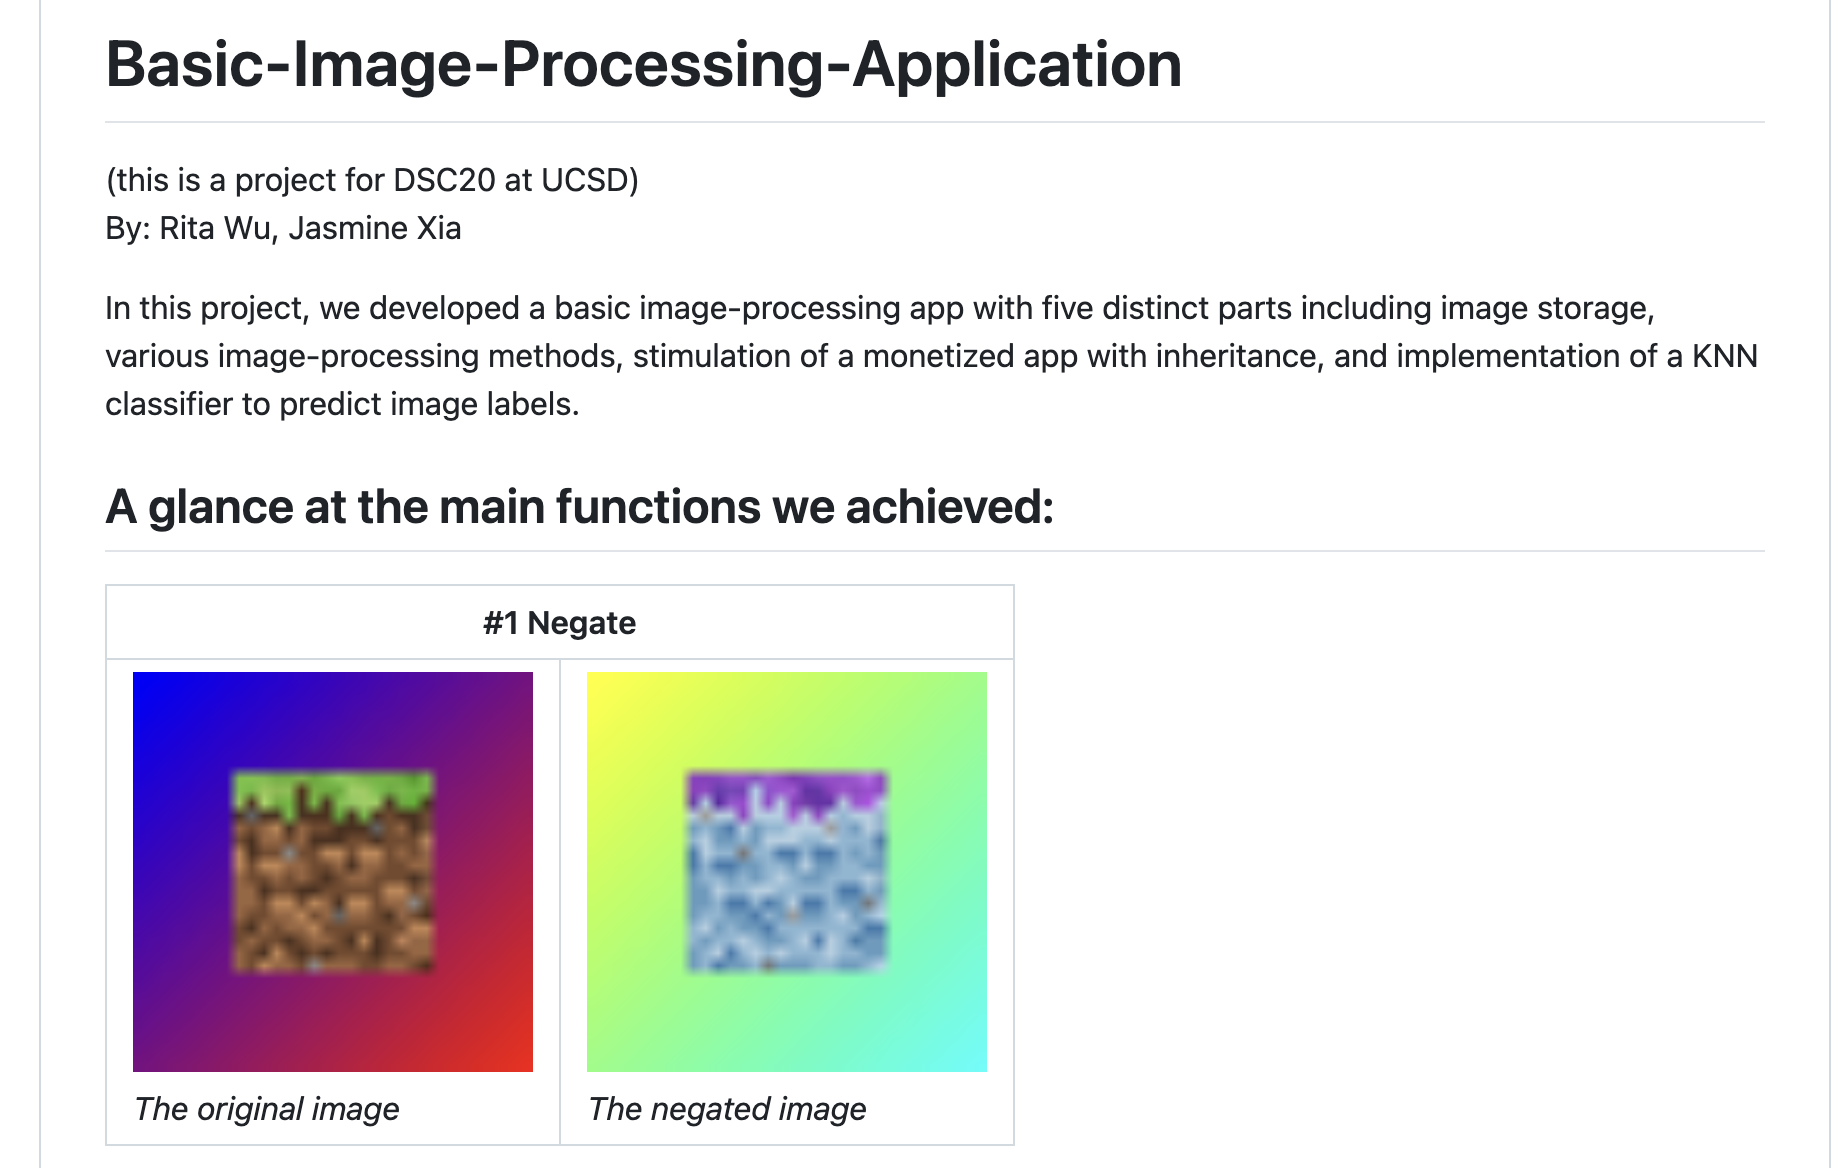 Basic-Image-Processing-Application
(this is a project for DSC20 at UCSD)
By: Rita Wu, Jasmine Xia
In this project, we developed a basic image-processing app with five distinct parts including image storage,
various image-processing methods, stimulation of a monetized app with inheritance, and implementation of a KNN
classifier to predict image labels.
A glance at the main functions we achieved:
#1 Negate
The original image
The negated image